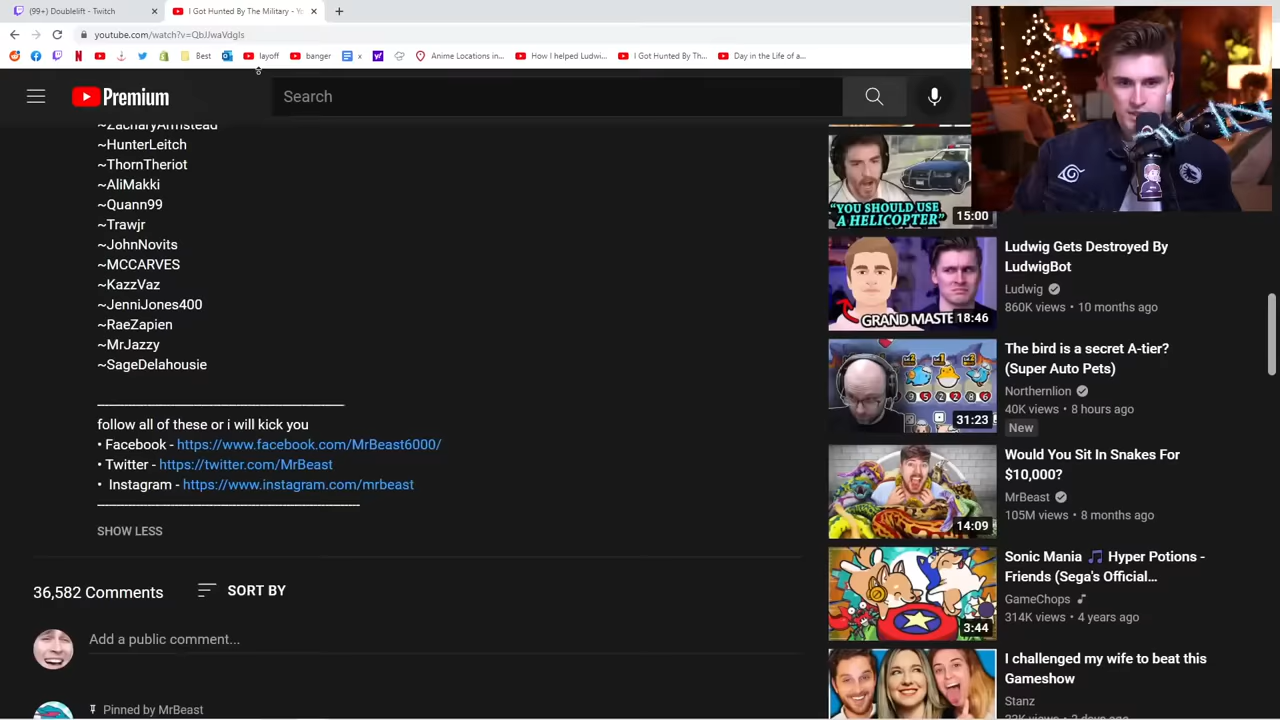 (99+) Doublelift - Twitch
I Got Hunted By The Military - Y
youtube.com/watch?v=QbJJwaVdgIs
Best
layoff
banger
x
Anime Locations in...
How I helped Ludwi...
I Got Hunted By Th...
Day in the Life of a...
Premium
Search
~ZacharyArmstead
~HunterLeitch
~ThornTheriot
~AliMakki
~Quann99
~Trawjr
~JohnNovits
~MCCARVES
~KazzVaz
~JenniJones400
~RaeZapien
~MrJazzy
~SageDelahousie
follow all of these or i will kick you
• Facebook - https://www.facebook.com/MrBeast6000/
• Twitter - https://twitter.com/MrBeast
• Instagram - https://www.instagram.com/mrbeast
SHOW LESS
36,582 Comments
SORT BY
Add a public comment...
Pinned by MrBeast
"YOU SHOULD USE
A HELICOPTER"
15:00
GRAND MASTE
18:46
Ludwig Gets Destroyed By
LudwigBot
Ludwig
860K views • 10 months ago
31:23
The bird is a secret A-tier?
(Super Auto Pets)
Northernlion
40K views • 8 hours ago
New
14:09
Would You Sit In Snakes For
$10,000?
MrBeast
105M views • 8 months ago
3:44
Sonic Mania 🎵 Hyper Potions -
Friends (Sega's Official...
GameChops
314K views • 4 years ago
I challenged my wife to beat this
Gameshow
Stanz